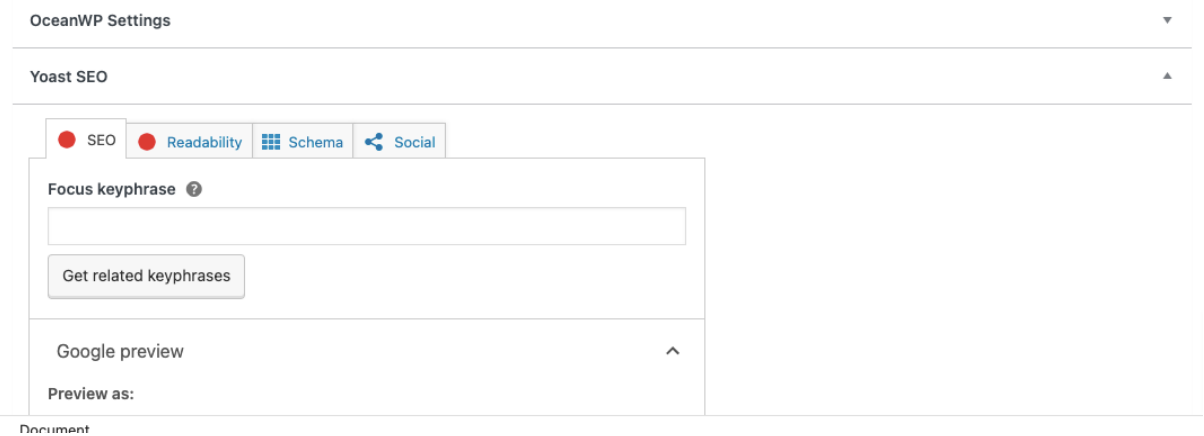 OceanWP Settings
Yoast SEO
SEO Readability Schema Social
Focus keyphrase
Get related keyphrases
Google preview
Preview as:
Document